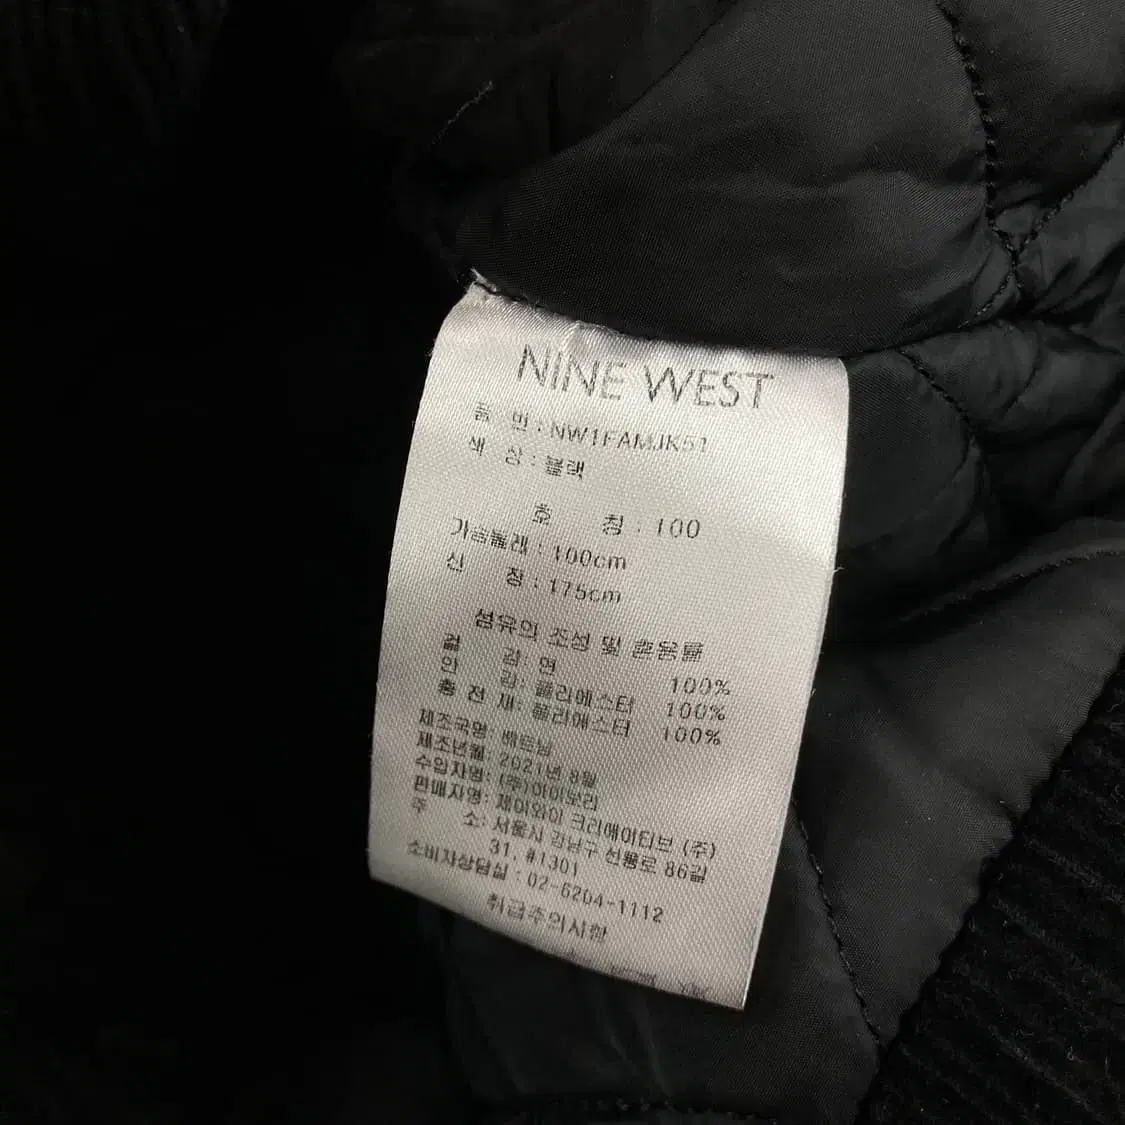 NINE WEST
품 번 : NW1FAMJK51
색 상 : 블랙
호 칭 : 100
가슴둘레 : 100cm
신 장 : 175cm
섬유의 조성 및 혼용률
겉 감: 면 100%
안 감: 폴리에스터 100%
충 전 재: 폴리에스터 100%
제조국명: 베트남
제조년월: 2021년 8월
수입자명: (주)아이보리
판매자명: 제이와이 크리에이티브 (주)
주 소: 서울시 강남구 선릉로 86길
31, #1301
소비자상담실 : 02-6204-1112
취급주의사항